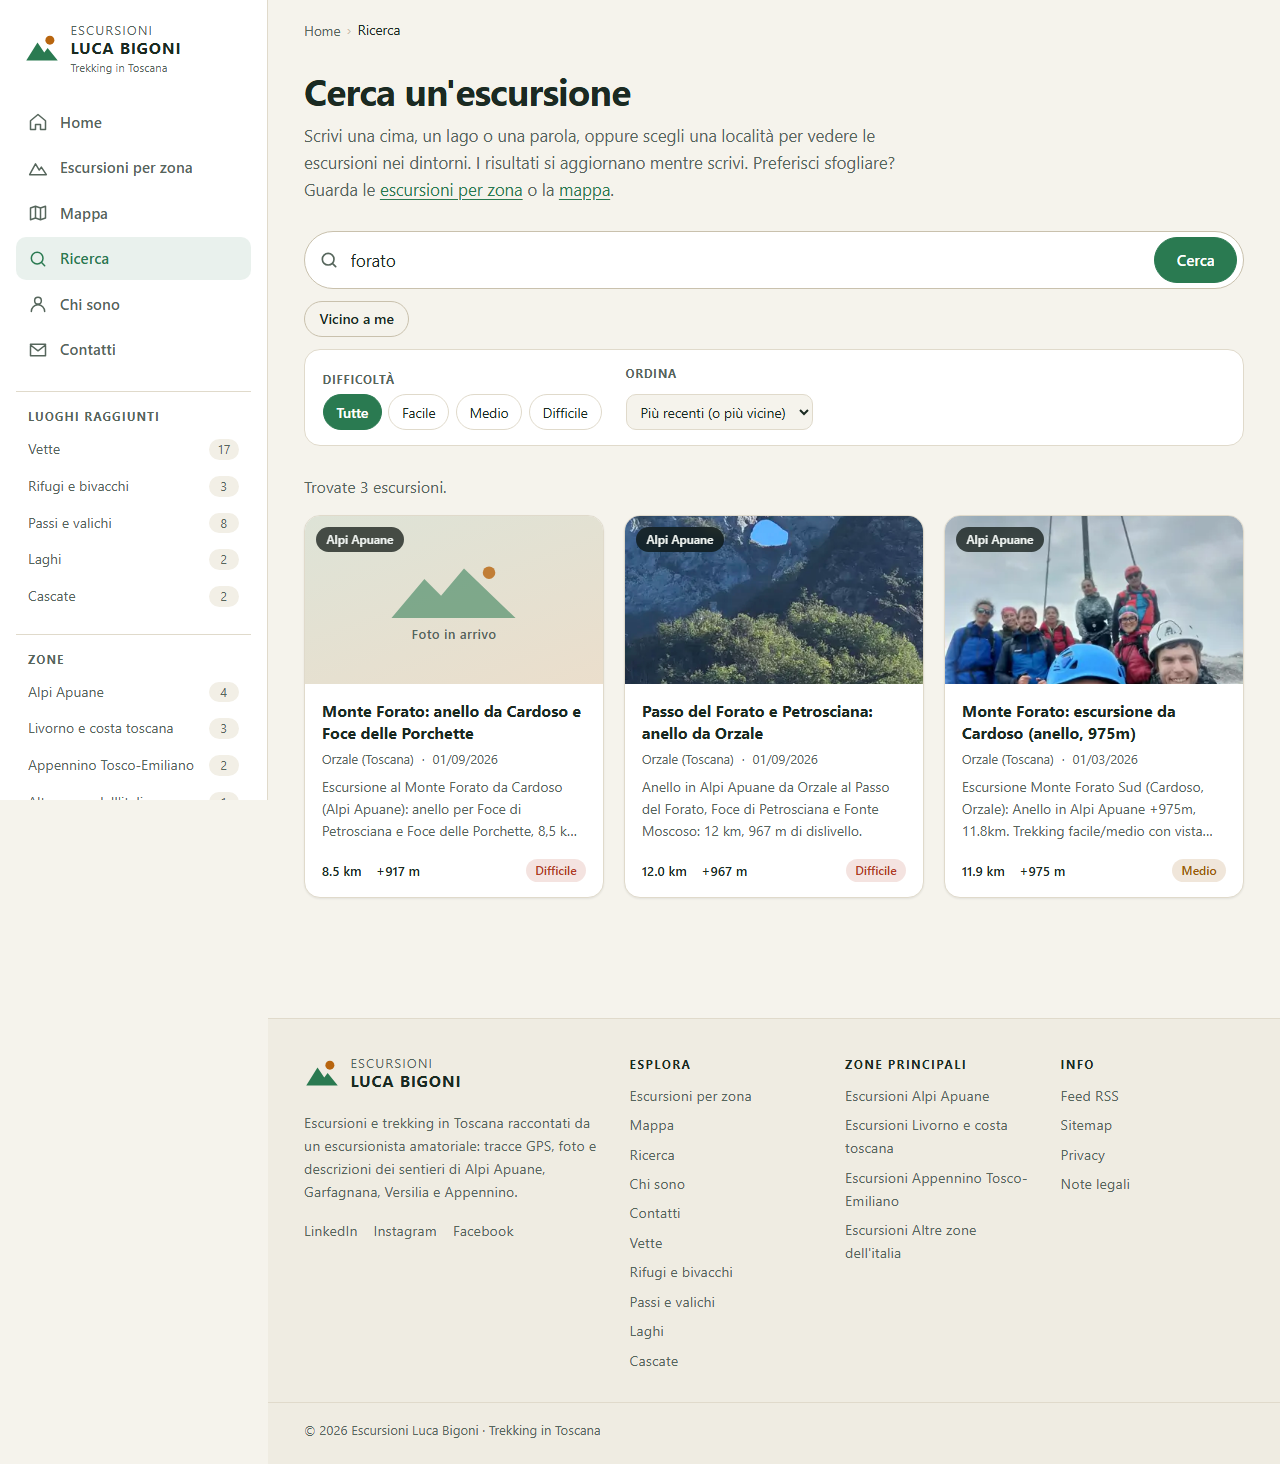 ESCURSIONI
LUCA BIGONI
Trekking in Toscana
Home
Escursioni per zona
Mappa
Ricerca
Chi sono
Contatti
LUOGHI RAGGIUNTI
Vette 17
Rifugi e bivacchi 3
Passi e valichi 8
Laghi 2
Cascate 2
ZONE
Alpi Apuane 4
Livorno e costa toscana 3
Appennino Tosco-Emiliano 2
Home › Ricerca
Cerca un'escursione
Scrivi una cima, un lago o una parola, oppure scegli una località per vedere le
escursioni nei dintorni. I risultati si aggiornano mentre scrivi. Preferisci sfogliare?
Guarda le escursioni per zona o la mappa.
forato
Cerca
Vicino a me
DIFFICOLTÀ
Tutte Facile Medio Difficile
ORDINA
Più recenti (o più vicine)
Trovate 3 escursioni.
Alpi Apuane
Foto in arrivo
Monte Forato: anello da Cardoso e
Foce delle Porchette
Orzale (Toscana) · 01/09/2026
Escursione al Monte Forato da Cardoso
(Alpi Apuane): anello per Foce di
Petrosciana e Foce delle Porchette, 8,5 k...
8.5 km +917 m Difficile
Alpi Apuane
Passo del Forato e Petrosciana:
anello da Orzale
Orzale (Toscana) · 01/09/2026
Anello in Alpi Apuane da Orzale al Passo
del Forato, Foce di Petrosciana e Fonte
Moscoso: 12 km, 967 m di dislivello.
12.0 km +967 m Difficile
Alpi Apuane
Monte Forato: escursione da
Cardoso (anello, 975m)
Orzale (Toscana) · 01/03/2026
Escursione Monte Forato Sud (Cardoso,
Orzale): Anello in Alpi Apuane +975m,
11.8km. Trekking facile/medio con vista...
11.9 km +975 m Medio
ESCURSIONI
LUCA BIGONI
Escursioni e trekking in Toscana raccontati da
un escursionista amatoriale: tracce GPS, foto e
descrizioni dei sentieri di Alpi Apuane,
Garfagnana, Versilia e Appennino.
LinkedIn Instagram Facebook
ESPLORA
Escursioni per zona
Mappa
Ricerca
Chi sono
Contatti
Vette
Rifugi e bivacchi
Passi e valichi
Laghi
Cascate
ZONE PRINCIPALI
Escursioni Alpi Apuane
Escursioni Livorno e costa
toscana
Escursioni Appennino Tosco-
Emiliano
Escursioni Altre zone
dell'italia
INFO
Feed RSS
Sitemap
Privacy
Note legali
© 2026 Escursioni Luca Bigoni · Trekking in Toscana